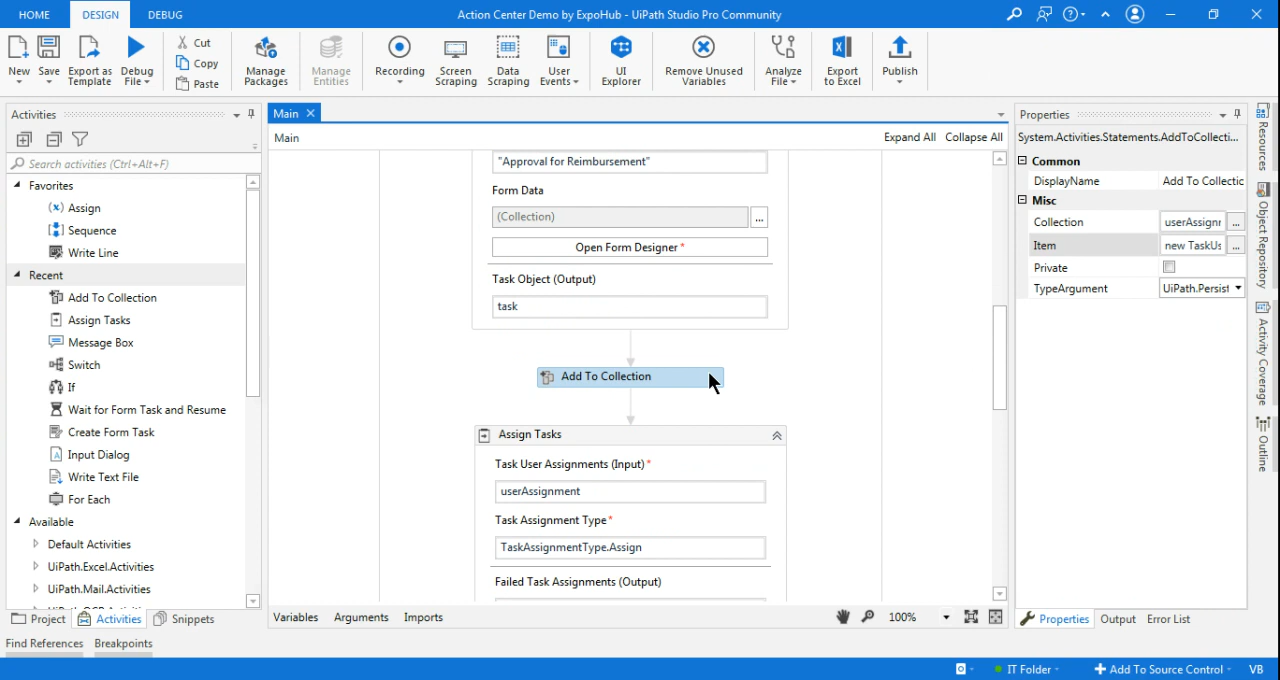 HOME DESIGN DEBUG Action Center Demo by ExpoHub - UiPath Studio Pro Community
New Save Export as Template Debug File Cut Copy Paste Manage Packages Manage Entities Recording Screen Scraping Data Scraping User Events UI Explorer Remove Unused Variables Analyze File Export to Excel Publish
Activities
Search activities (Ctrl+Alt+F)
Favorites
Assign
Sequence
Write Line
Recent
Add To Collection
Assign Tasks
Message Box
Switch
If
Wait for Form Task and Resume
Create Form Task
Input Dialog
Write Text File
For Each
Available
Default Activities
UiPath.Excel.Activities
UiPath.Mail.Activities
Project Activities Snippets
Main
Main Expand All Collapse All
"Approval for Reimbursement"
Form Data
(Collection) ...
Open Form Designer *
Task Object (Output)
task
Add To Collection
Assign Tasks
Task User Assignments (Input) *
userAssignment
Task Assignment Type *
TaskAssignmentType.Assign
Failed Task Assignments (Output)
Variables Arguments Imports 100%
Properties
System.Activities.Statements.AddToCollecti...
Common
DisplayName Add To Collectic
Misc
Collection userAssignr ...
Item new TaskUs ...
Private
TypeArgument UiPath.Persist
Properties Output Error List
Resources
Object Repository
Activity Coverage
Outline
Find References Breakpoints
IT Folder Add To Source Control VB